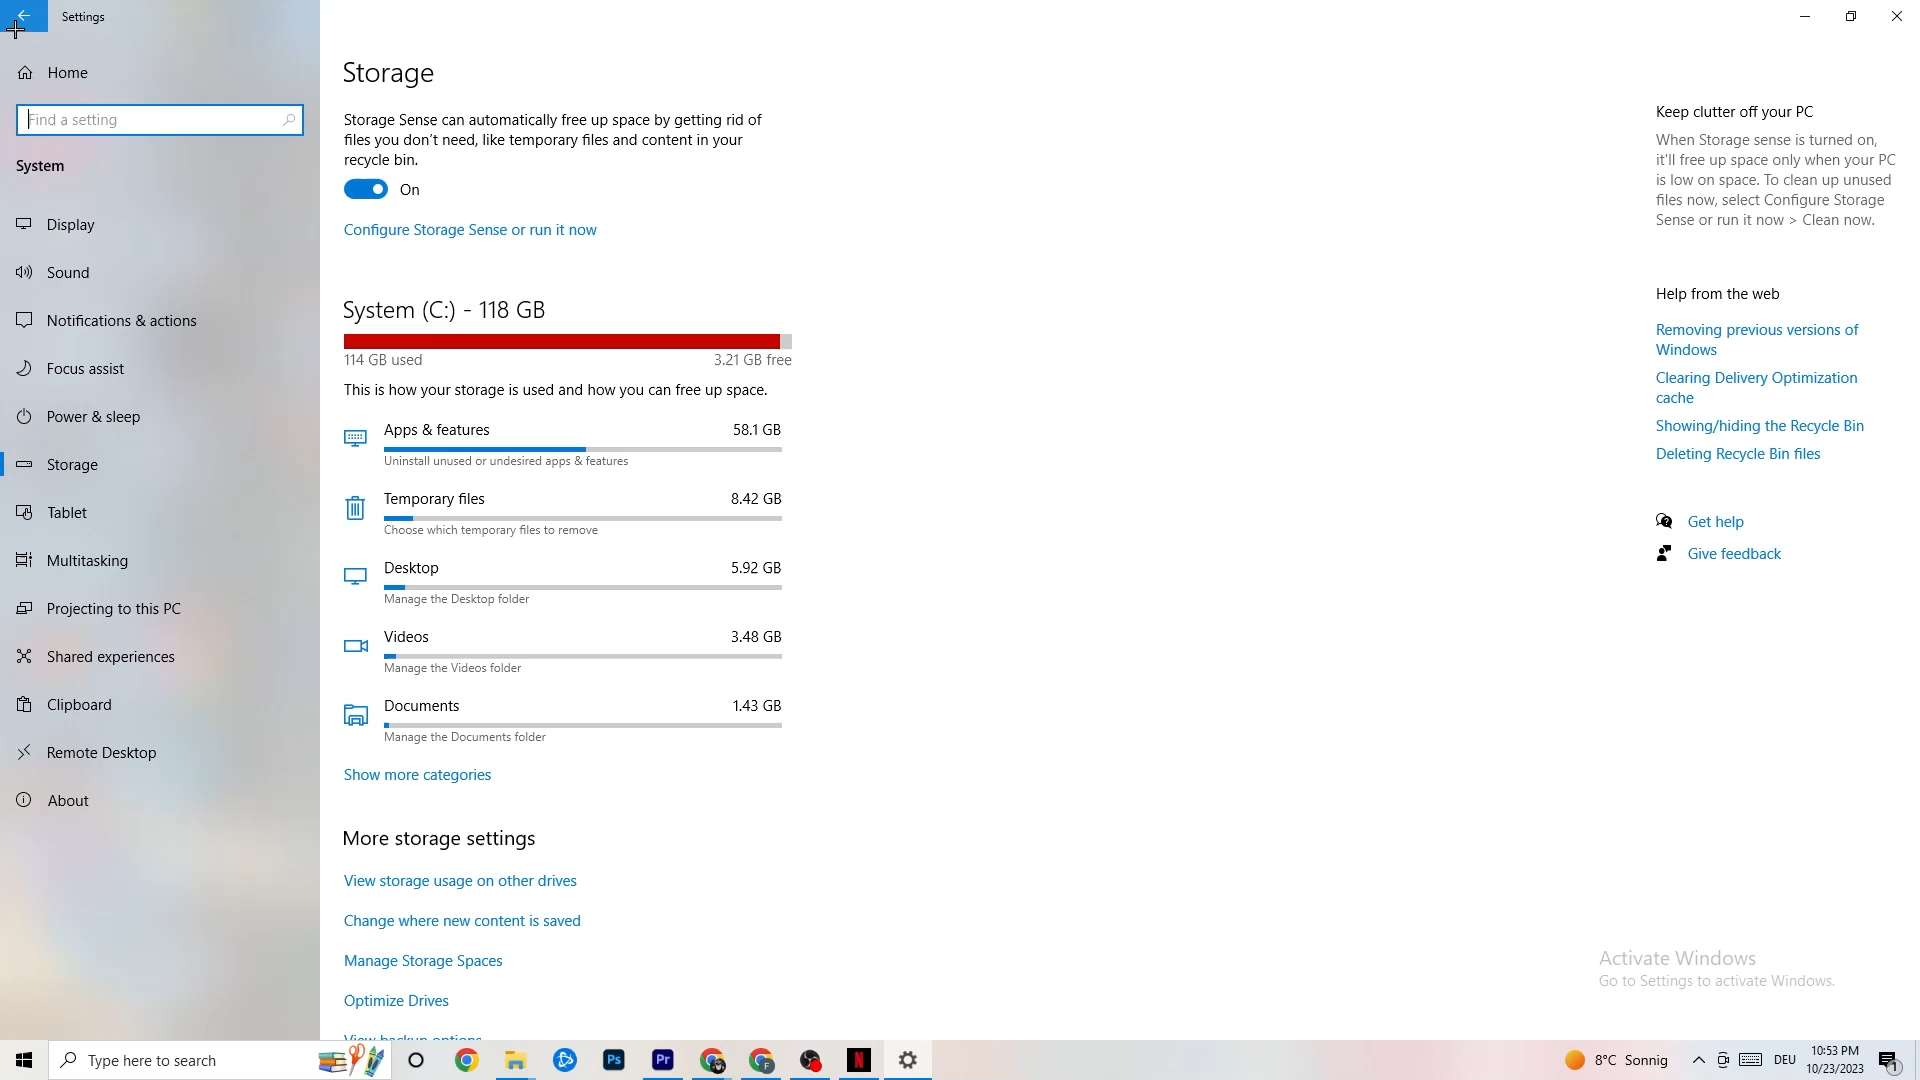 Settings
Home
Find a setting
System
Display
Sound
Notifications & actions
Focus assist
Power & sleep
Storage
Tablet
Multitasking
Projecting to this PC
Shared experiences
Clipboard
Remote Desktop
About
Storage
Storage Sense can automatically free up space by getting rid of
files you don't need, like temporary files and content in your
recycle bin.
On
Configure Storage Sense or run it now
System (C:) - 118 GB
114 GB used 3.21 GB free
This is how your storage is used and how you can free up space.
Apps & features 58.1 GB
Uninstall unused or undesired apps & features
Temporary files 8.42 GB
Choose which temporary files to remove
Desktop 5.92 GB
Manage the Desktop folder
Videos 3.48 GB
Manage the Videos folder
Documents 1.43 GB
Manage the Documents folder
Show more categories
More storage settings
View storage usage on other drives
Change where new content is saved
Manage Storage Spaces
Optimize Drives
View backup options
Keep clutter off your PC
When Storage sense is turned on,
it'll free up space only when your PC
is low on space. To clean up unused
files now, select Configure Storage
Sense or run it now > Clean now.
Help from the web
Removing previous versions of
Windows
Clearing Delivery Optimization
cache
Showing/hiding the Recycle Bin
Deleting Recycle Bin files
Get help
Give feedback
Activate Windows
Go to Settings to activate Windows.
Type here to search
Ps
Pr
F
N
8°C Sonnig
DEU
10:53 PM
10/23/2023
1